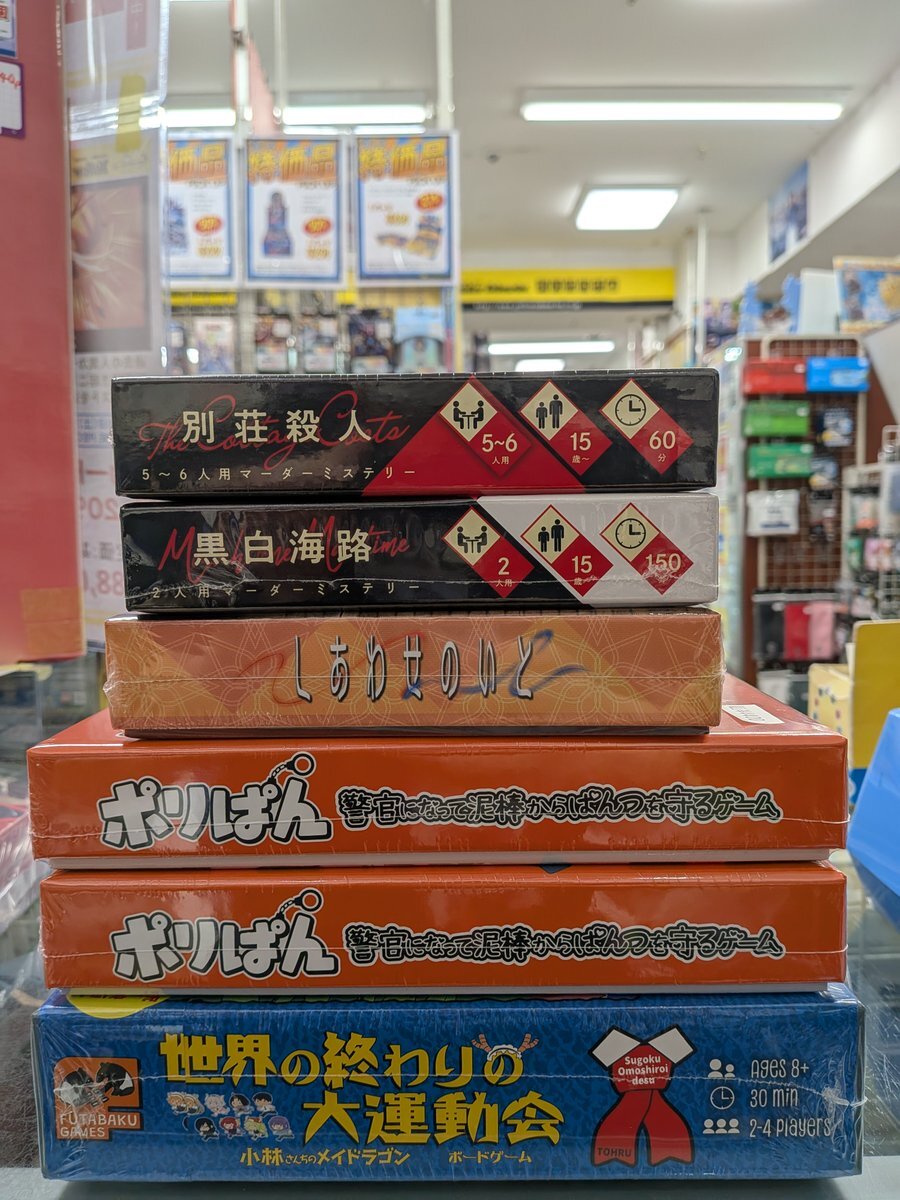 特価品
特価品
別荘殺人
5~6人用マーダーミステリー
5~6
人用
15
歳~
60
分
黒白海路
2人用マーダーミステリー
2
人用
15
歳~
150
分
しあわせのいと
ポリぱん
警官になって泥棒からぱんつを守るゲーム
ポリぱん
警官になって泥棒からぱんつを守るゲーム
世界の終わりの
大運動会
小林さんちのメイドラゴン ボードゲーム
FUTABAKU
GAMES
Sugoku
Omoshiroi
desu
TOHRU
AGES 8+
30 min
2-4 players